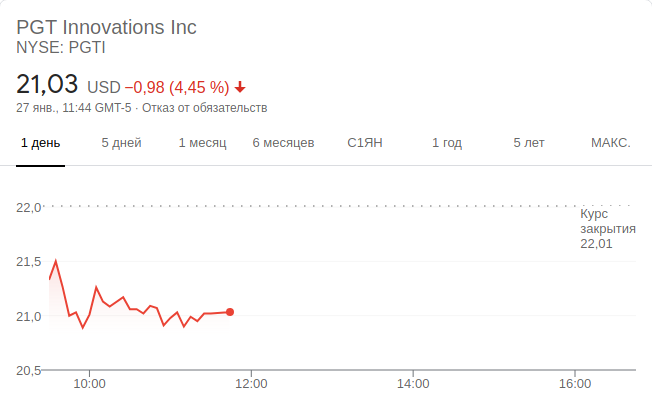 PGT Innovations Inc
NYSE: PGTI
21,03 USD −0,98 (4,45 %)
27 янв., 11:44 GMT-5 · Отказ от обязательств
1 день 5 дней 1 месяц 6 месяцев С1ЯН 1 год 5 лет МАКС.
22,0
Курс
закрытия
22,01
21,5
21,0
20,5
10:00 12:00 14:00 16:00